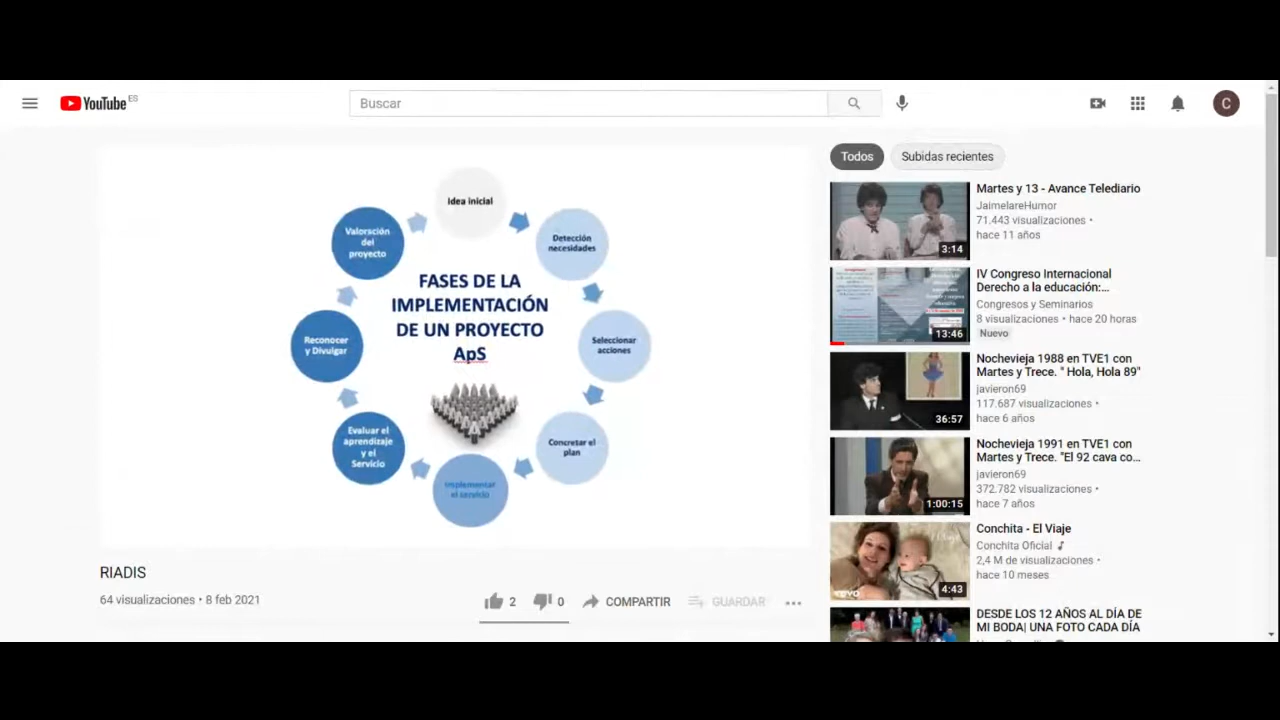 YouTube ES
Buscar
C
Idea inicial
Detección
necesidades
Seleccionar
acciones
Concretar el
plan
Implementar
el servicio
Evaluar el
aprendizaje
y el
Servicio
Reconocer
y Divulgar
Valoración
del
proyecto
FASES DE LA
IMPLEMENTACIÓN
DE UN PROYECTO
ApS
RIADIS
64 visualizaciones • 8 feb 2021
2
0
COMPARTIR
GUARDAR
Todos
Subidas recientes
3:14
Martes y 13 - Avance Telediario
JaimelareHumor
71.443 visualizaciones •
hace 11 años
13:46
IV Congreso Internacional
Derecho a la educación:...
Congresos y Seminarios
8 visualizaciones • hace 20 horas
Nuevo
36:57
Nochevieja 1988 en TVE1 con
Martes y Trece. " Hola, Hola 89"
javieron69
117.687 visualizaciones •
hace 6 años
1:00:15
Nochevieja 1991 en TVE1 con
Martes y Trece. "El 92 cava co...
javieron69
372.782 visualizaciones •
hace 7 años
vevo
4:43
Conchita - El Viaje
Conchita Oficial
2,4 M de visualizaciones •
hace 10 meses
DESDE LOS 12 AÑOS AL DÍA DE
MI BODA| UNA FOTO CADA DÍA